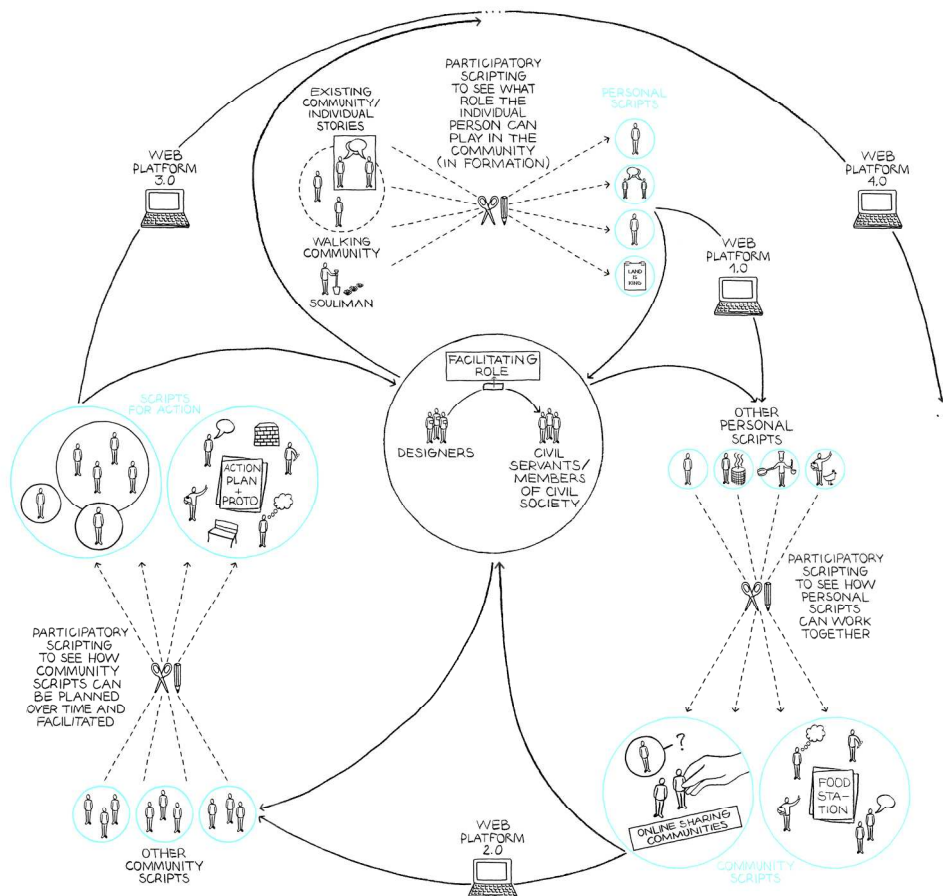 ...
PARTICIPATORY
SCRIPTING
TO SEE WHAT
ROLE THE
INDIVIDUAL
PERSON CAN
PLAY IN THE
COMMUNITY
(IN FORMATION)
EXISTING
COMMUNITY/
INDIVIDUAL
STORIES
PERSONAL
SCRIPTS
WEB
PLATFORM
3.0
WEB
PLATFORM
4.0
WALKING
COMMUNITY
SOULIMAN
LAND
IS
KING
WEB
PLATFORM
1.0
FACILITATING
ROLE
DESIGNERS
CIVIL
SERVANTS/
MEMBERS
OF CIVIL
SOCIETY
SCRIPTS
FOR ACTION
ACTION
PLAN
+
PROTO
OTHER
PERSONAL
SCRIPTS
PARTICIPATORY
SCRIPTING
TO SEE HOW
PERSONAL
SCRIPTS
CAN WORK
TOGETHER
PARTICIPATORY
SCRIPTING
TO SEE HOW
COMMUNITY
SCRIPTS CAN
BE PLANNED
OVER TIME AND
FACILITATED
?
ONLINE SHARING
COMMUNITIES
FOOD
STA-
TION
COMMUNITY
SCRIPTS
OTHER
COMMUNITY
SCRIPTS
WEB
PLATFORM
2.0